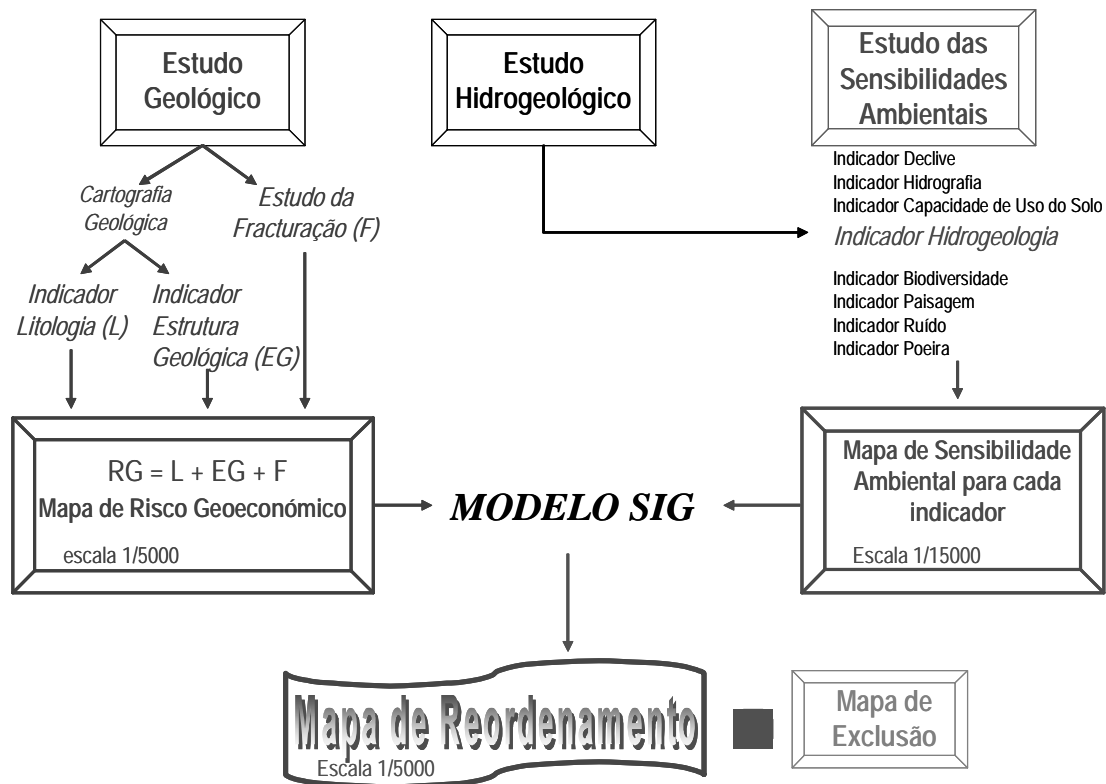 Estudo
Geológico
Estudo
Hidrogeológico
Estudo das
Sensibilidades
Ambientais
Indicador Declive
Indicador Hidrografia
Indicador Capacidade de Uso do Solo
Indicador Hidrogeologia
Indicador Biodiversidade
Indicador Paisagem
Indicador Ruído
Indicador Poeira
Cartografia
Geológica
Estudo da
Fracturação (F)
Indicador
Litologia (L)
Indicador
Estrutura
Geológica (EG)
RG = L + EG + F
Mapa de Risco Geoeconómico
escala 1/5000
MODELO SIG
Mapa de Sensibilidade
Ambiental para cada
indicador
Escala 1/15000
Mapa de Reordenamento
Escala 1/5000
Mapa de
Exclusão